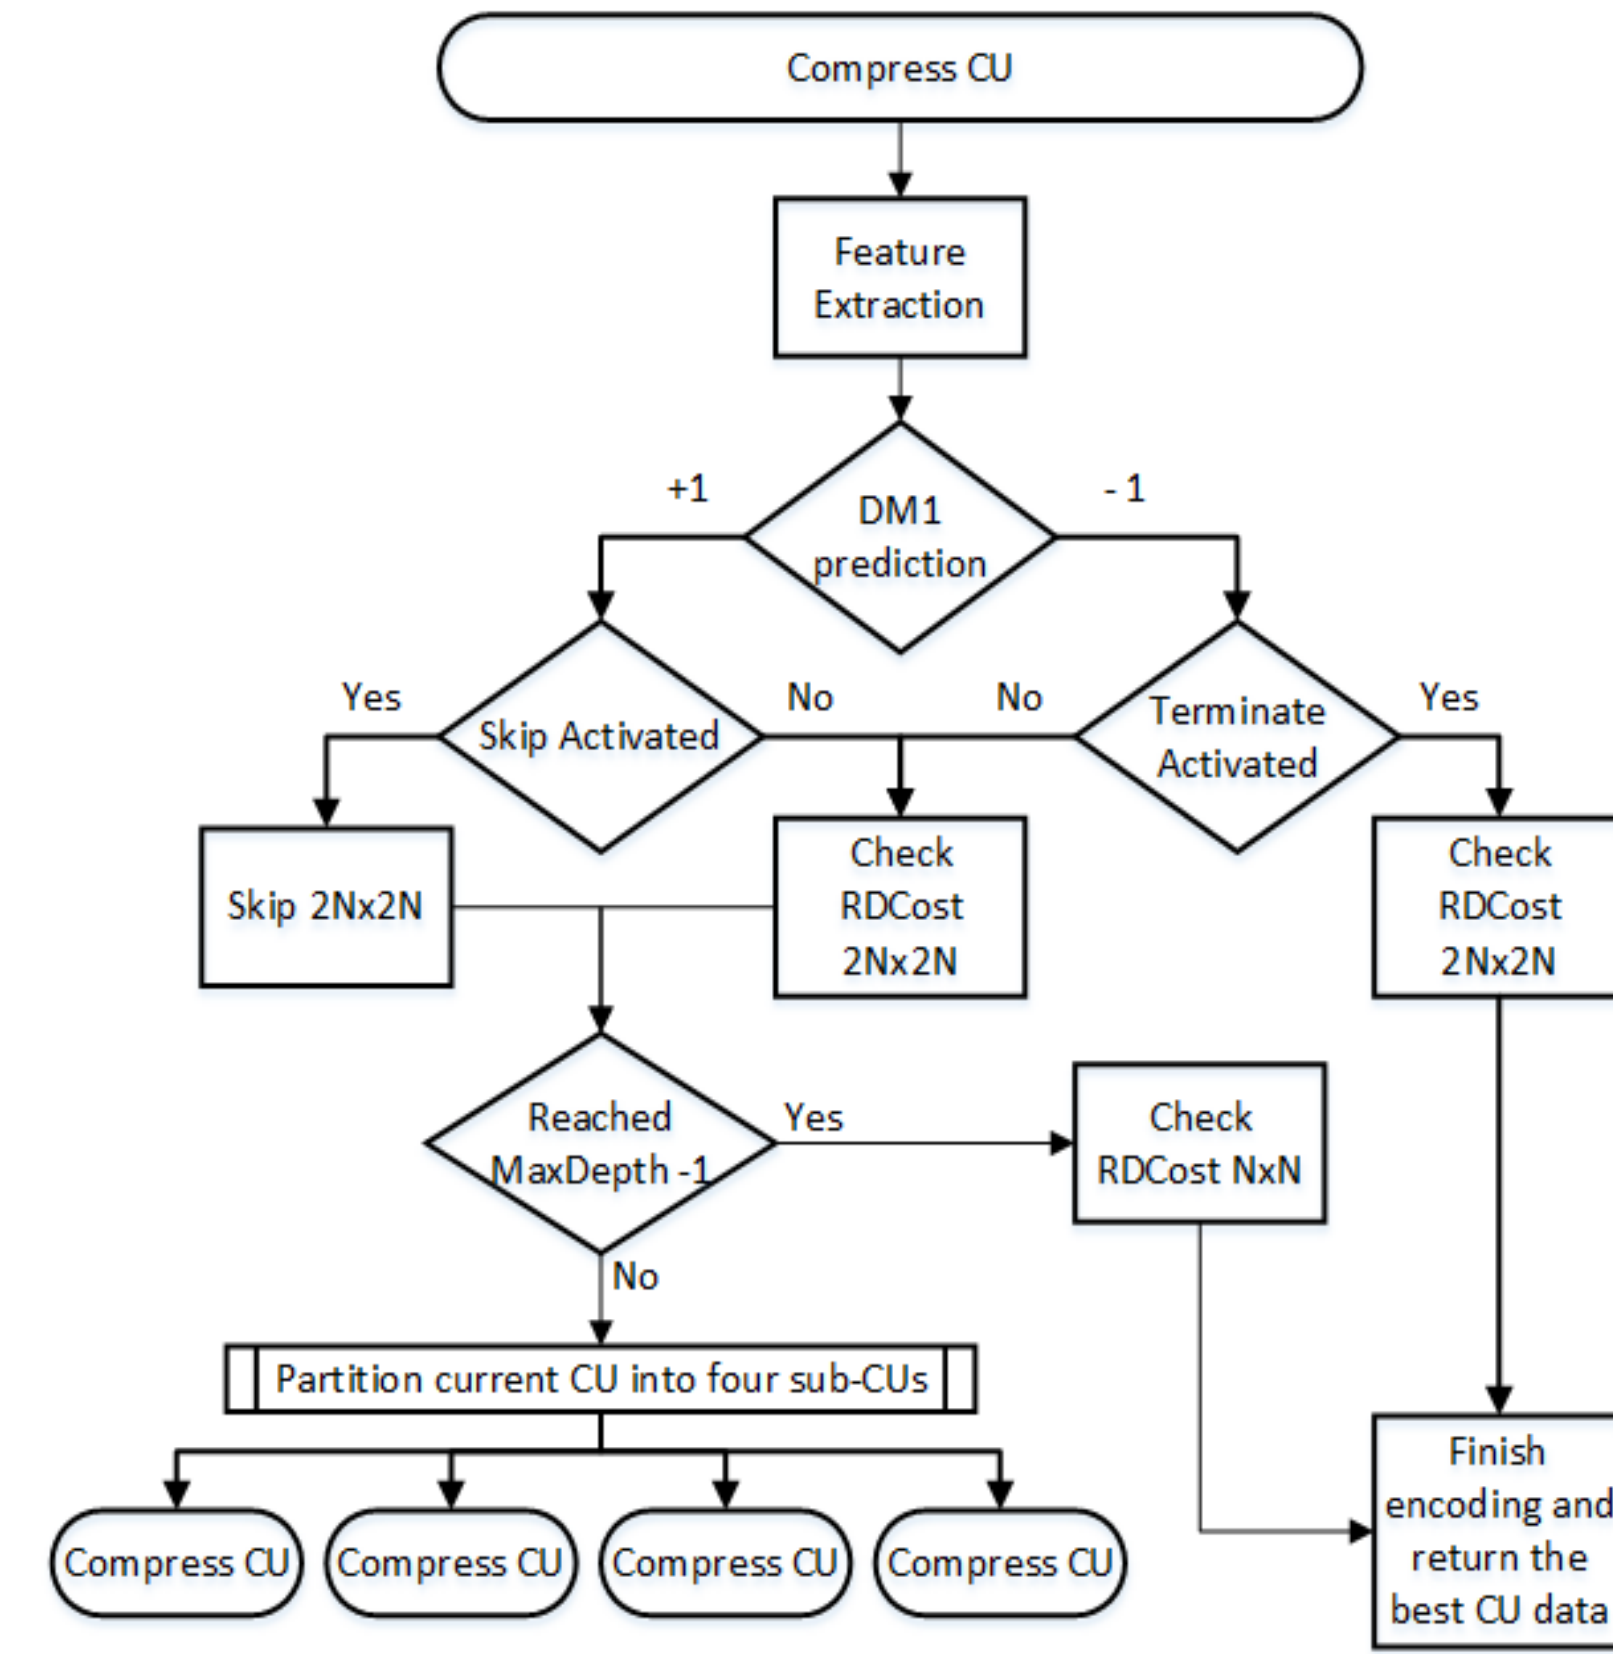 Compress CU
Feature
Extraction
+1
- 1
DM1
prediction
Yes
Skip Activated
No
No
Terminate
Activated
Yes
Skip 2Nx2N
Check
RDCost
2Nx2N
Check
RDCost
2Nx2N
Reached
MaxDepth -1
Yes
Check
RDCost NxN
No
Partition current CU into four sub-CUs
Compress CU
Compress CU
Compress CU
Compress CU
Finish
encoding and
return the
best CU data